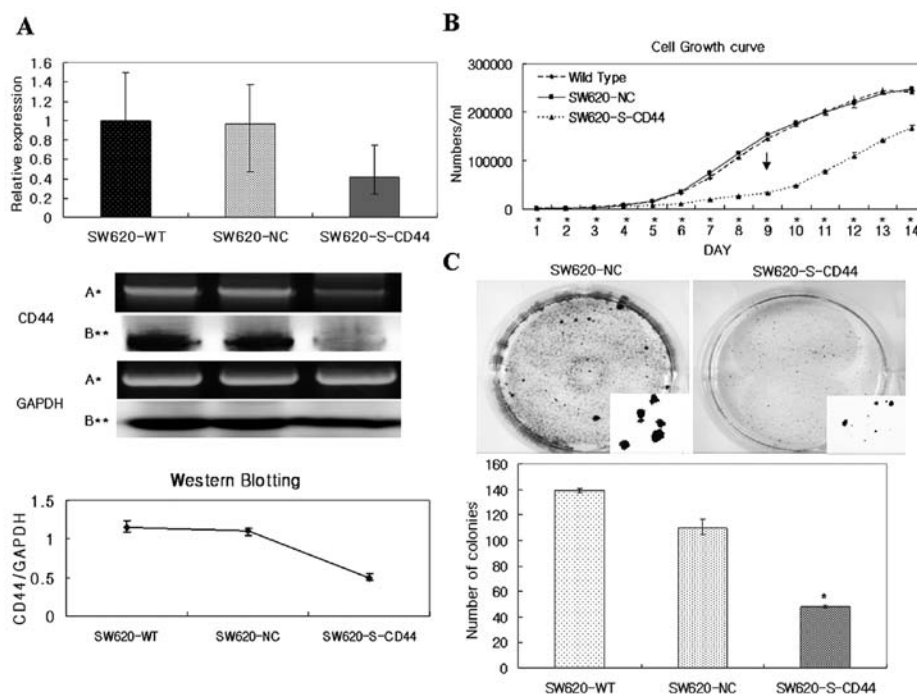 A
1.6
1.4
1.2
1
0.8
0.6
0.4
0.2
0
Relative expression
SW620-WT SW620-NC SW620-S-CD44
CD44
A*
B**
GAPDH
A*
B**
Western Blotting
1.5
1
0.5
0
CD44/GAPDH
SW620-WT SW620-NC SW620-S-CD44
B
Cell Growth curve
300000
200000
100000
0
Numbers/ml
Wild Type
SW620-NC
SW620-S-CD44
* * * * * * * * * * * * * *
1 2 3 4 5 6 7 8 9 10 11 12 13 14
DAY
C
SW620-NC SW620-S-CD44
160
140
120
100
80
60
40
20
0
Number of colonies
*
SW620-WT SW620-NC SW620-S-CD44